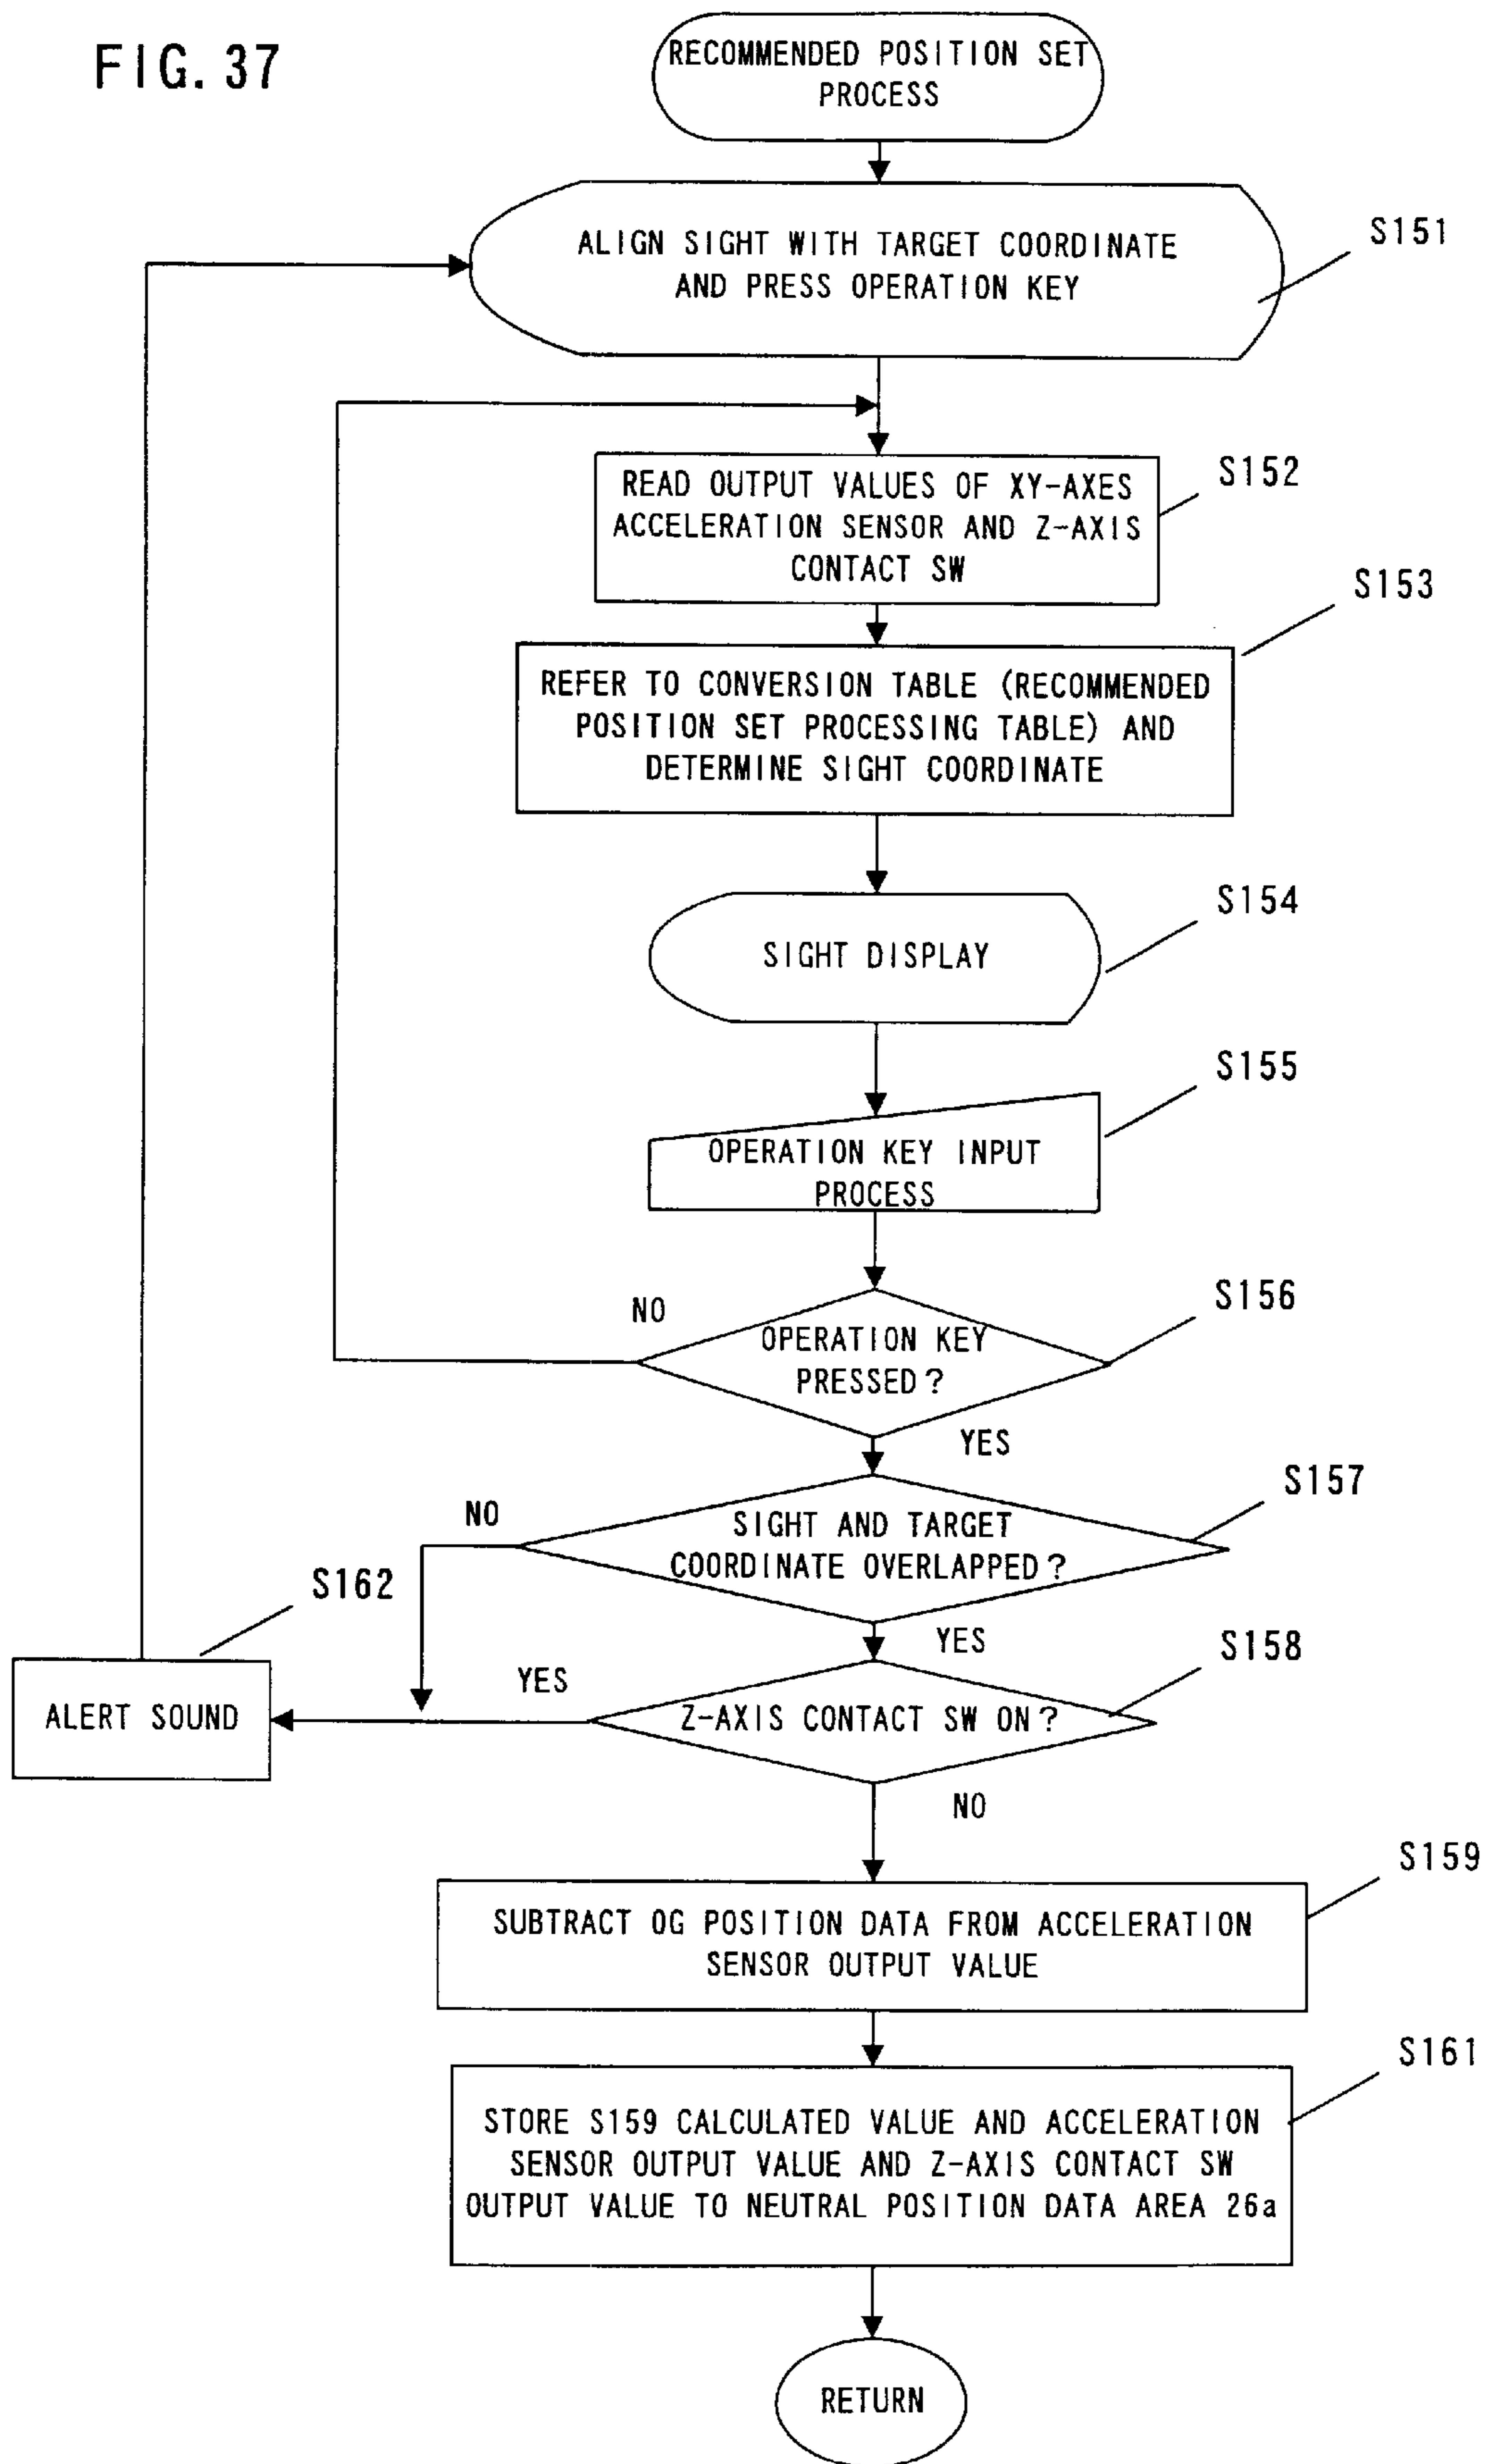 FIG. 37
RECOMMENDED POSITION SET
PROCESS
ALIGN SIGHT WITH TARGET COORDINATE
AND PRESS OPERATION KEY
S151
READ OUTPUT VALUES OF XY-AXES
ACCELERATION SENSOR AND Z-AXIS
CONTACT SW
S152
REFER TO CONVERSION TABLE (RECOMMENDED
POSITION SET PROCESSING TABLE) AND
DETERMINE SIGHT COORDINATE
S153
SIGHT DISPLAY
S154
OPERATION KEY INPUT
PROCESS
S155
OPERATION KEY
PRESSED?
S156
NO
YES
SIGHT AND TARGET
COORDINATE OVERLAPPED?
S157
NO
YES
Z-AXIS CONTACT SW ON?
S158
YES
NO
ALERT SOUND
S162
SUBTRACT OG POSITION DATA FROM ACCELERATION
SENSOR OUTPUT VALUE
S159
STORE S159 CALCULATED VALUE AND ACCELERATION
SENSOR OUTPUT VALUE AND Z-AXIS CONTACT SW
OUTPUT VALUE TO NEUTRAL POSITION DATA AREA 26a
S161
RETURN